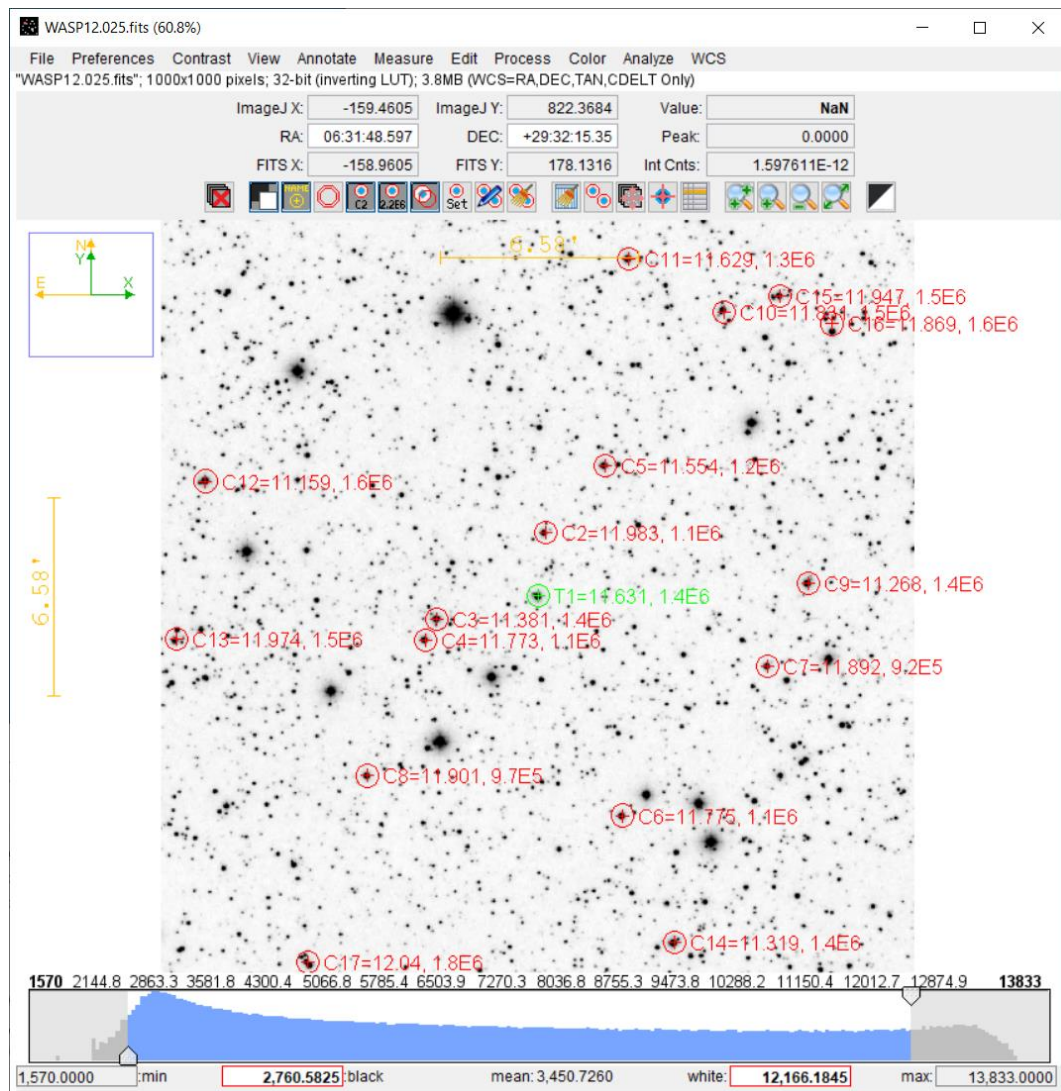 WASP12.025.fits (60.8%)
File Preferences Contrast View Annotate Measure Edit Process Color Analyze WCS
"WASP12.025.fits"; 1000x1000 pixels; 32-bit (inverting LUT); 3.8MB (WCS=RA,DEC,TAN,CDELT Only)
ImageJ X: -159.4605 ImageJ Y: 822.3684 Value: NaN
RA: 06:31:48.597 DEC: +29:32:15.35 Peak: 0.0000
FITS X: -158.9605 FITS Y: 178.1316 Int Cnts: 1.597611E-12
NAME C2 2.2E6 Set
N
Y
E X
6.58'
C11=11.629, 1.3E6
C15=11.947, 1.5E6
C10=11.831, 1.5E6
C16=11.869, 1.6E6
C5=11.554, 1.2E6
C12=11.159, 1.6E6
C2=11.983, 1.1E6
6.58'
C9=11.268, 1.4E6
T1=11.631, 1.4E6
C3=11.381, 1.4E6
C13=11.974, 1.5E6
C4=11.773, 1.1E6
C7=11.892, 9.2E5
C8=11.901, 9.7E5
C6=11.775, 1.1E6
C14=11.319, 1.4E6
C17=12.04, 1.8E6
1570 2144.8 2863.3 3581.8 4300.4 5066.8 5785.4 6503.9 7270.3 8036.8 8755.3 9473.8 10288.2 11150.4 12012.7 12874.9 13833
1,570.0000 :min 2,760.5825 :black mean: 3,450.7260 white: 12,166.1845 max: 13,833.0000